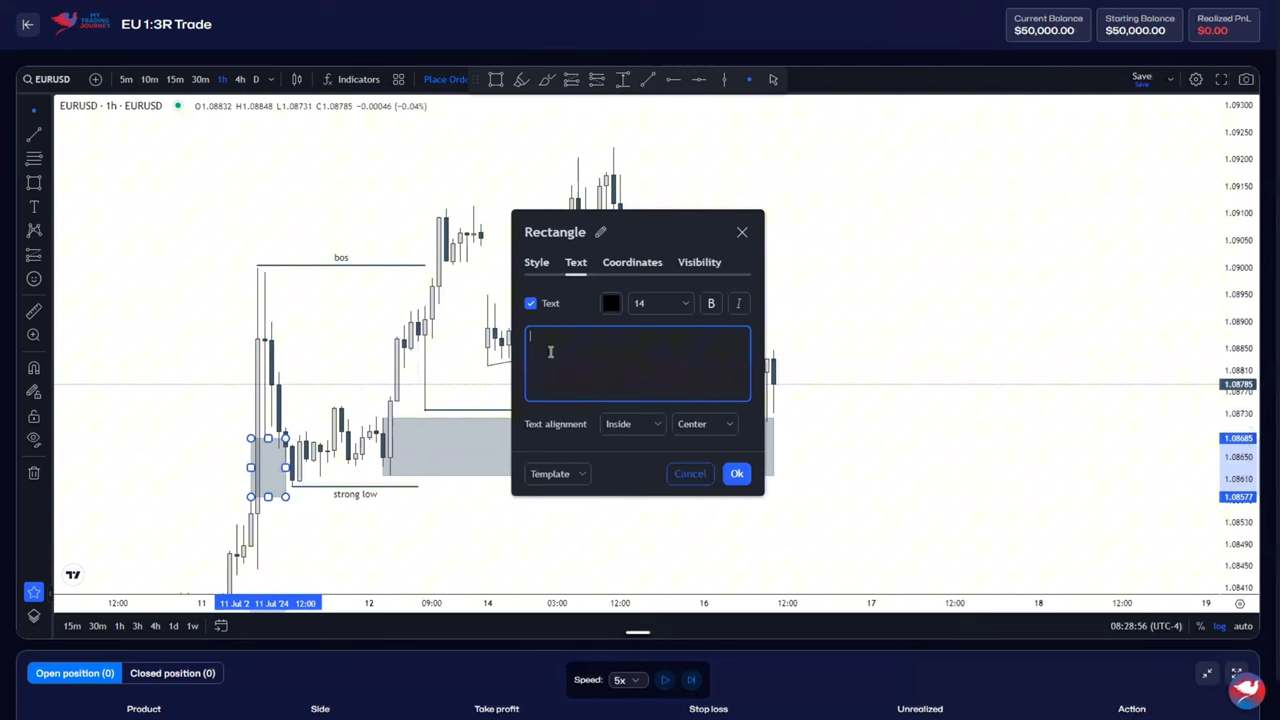 MY TRADING JOURNEY
EU 1:3R Trade
Current Balance
$50,000.00
Starting Balance
$50,000.00
Realized PnL
$0.00
EURUSD
5m 10m 15m 30m 1h 4h D
Indicators
Place Orde
Save
Save
EURUSD · 1h · EURUSD
O1.08832 H1.08848 L1.08731 C1.08785 -0.00046 (-0.04%)
1.09300
1.09250
1.09200
1.09150
1.09100
1.09050
1.09000
1.08950
1.08900
1.08850
1.08810
1.08785
1.08730
1.08685
1.08650
1.08610
1.08577
1.08530
1.08490
1.08450
1.08410
bos
strong low
Rectangle
Style Text Coordinates Visibility
Text 14 B I
Text alignment Inside Center
Template Cancel Ok
12:00 11 11 Jul '2 11 Jul '24 12:00 12 09:00 14 03:00 12:00 16 12:00 17 12:00 18 12:00 19
15m 30m 1h 3h 4h 1d 1w
08:28:56 (UTC-4) % log auto
Open position (0) Closed position (0)
Speed: 5x
Product Side Take profit Stop loss Unrealized Action